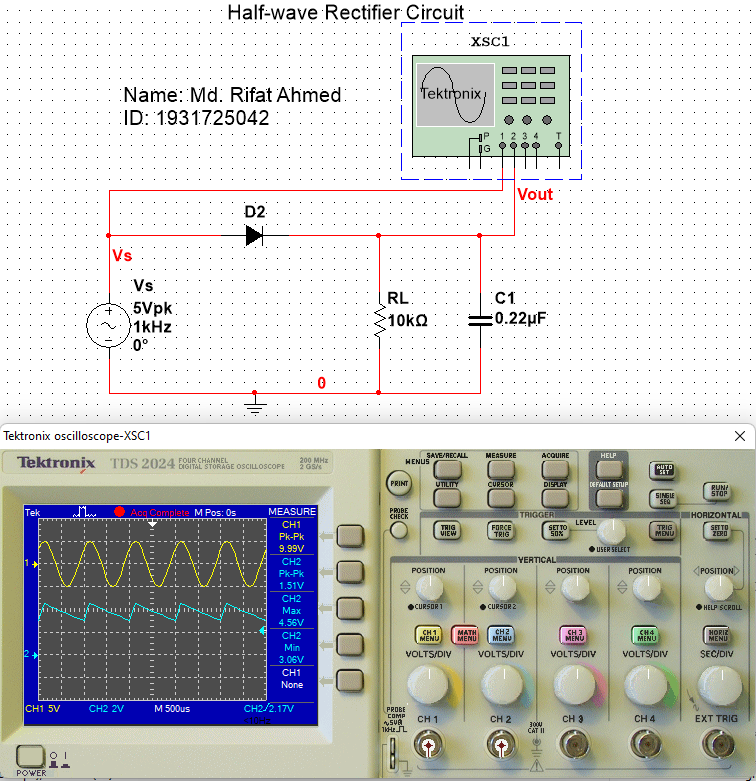 Half-wave Rectifier Circuit
XSC1
Name: Md. Rifat Ahmed
ID: 1931725042
Tektronix
P
G
1 2 3 4 T
Vout
D2
Vs
Vs
5Vpk
1kHz
0°
RL
10kΩ
C1
0.22µF
0
Tektronix oscilloscope-XSC1
Tektronix TDS 2024 FOUR CHANNEL
DIGITAL STORAGE OSCILLOSCOPE
200 MHz
2 GS/s
Tek Acq Complete M Pos: 0s MEASURE
CH1
Pk-Pk
9.99V
CH2
Pk-Pk
1.51V
CH2
Max
4.56V
CH2
Min
3.06V
CH1
None
1
2
CH1 5V CH2 2V M 500us CH2/2.17V
POWER
MENUS
SAVE/RECALL MEASURE ACQUIRE
UTILITY CURSOR DISPLAY
HELP
DEFAULT SETUP
AUTO
SET
SINGLE
SEQ
RUN/
STOP
PRINT
PROBE
CHECK
TRIGGER
TRIG
VIEW
FORCE
TRIG
SET TO
50%
LEVEL
USER SELECT
TRIG
MENU
HORIZONTAL
SET TO
ZERO
VERTICAL
POSITION POSITION POSITION POSITION POSITION
CURSOR 1 CURSOR 2 HELP SCROLL
CH 1
MENU
MATH
MENU
CH 2
MENU
CH 3
MENU
CH 4
MENU
HORIZ
MENU
VOLTS/DIV VOLTS/DIV VOLTS/DIV VOLTS/DIV SEC/DIV
PROBE
COMP
~5V
1kHz
CH 1 CH 2 300V
CAT II
CH 3 CH 4 EXT TRIG